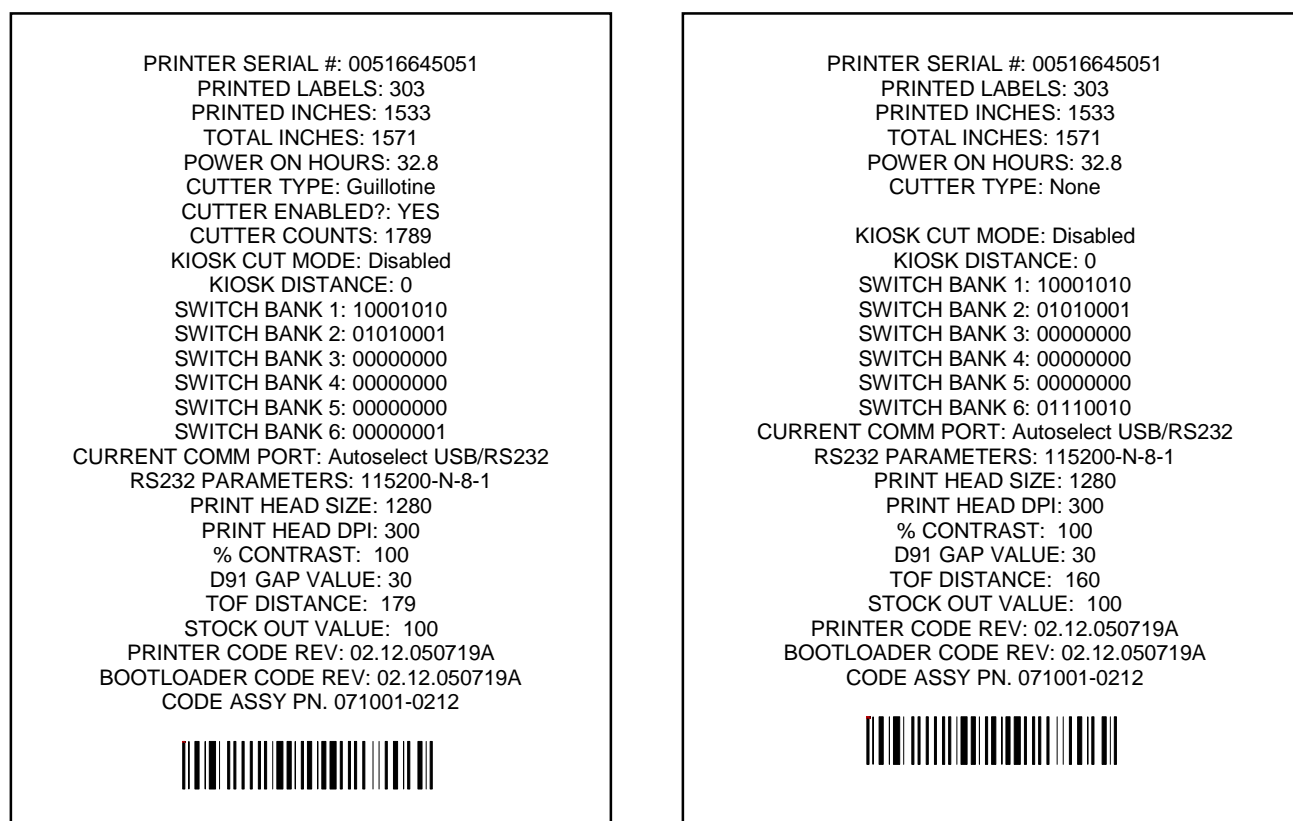 PRINTER SERIAL #: 00516645051
PRINTED LABELS: 303
PRINTED INCHES: 1533
TOTAL INCHES: 1571
POWER ON HOURS: 32.8
CUTTER TYPE: Guillotine
CUTTER ENABLED?: YES
CUTTER COUNTS: 1789
KIOSK CUT MODE: Disabled
KIOSK DISTANCE: 0
SWITCH BANK 1: 10001010
SWITCH BANK 2: 01010001
SWITCH BANK 3: 00000000
SWITCH BANK 4: 00000000
SWITCH BANK 5: 00000000
SWITCH BANK 6: 00000001
CURRENT COMM PORT: Autoselect USB/RS232
RS232 PARAMETERS: 115200-N-8-1
PRINT HEAD SIZE: 1280
PRINT HEAD DPI: 300
% CONTRAST: 100
D91 GAP VALUE: 30
TOF DISTANCE: 179
STOCK OUT VALUE: 100
PRINTER CODE REV: 02.12.050719A
BOOTLOADER CODE REV: 02.12.050719A
CODE ASSY PN. 071001-0212
PRINTER SERIAL #: 00516645051
PRINTED LABELS: 303
PRINTED INCHES: 1533
TOTAL INCHES: 1571
POWER ON HOURS: 32.8
CUTTER TYPE: None
KIOSK CUT MODE: Disabled
KIOSK DISTANCE: 0
SWITCH BANK 1: 10001010
SWITCH BANK 2: 01010001
SWITCH BANK 3: 00000000
SWITCH BANK 4: 00000000
SWITCH BANK 5: 00000000
SWITCH BANK 6: 01110010
CURRENT COMM PORT: Autoselect USB/RS232
RS232 PARAMETERS: 115200-N-8-1
PRINT HEAD SIZE: 1280
PRINT HEAD DPI: 300
% CONTRAST: 100
D91 GAP VALUE: 30
TOF DISTANCE: 160
STOCK OUT VALUE: 100
PRINTER CODE REV: 02.12.050719A
BOOTLOADER CODE REV: 02.12.050719A
CODE ASSY PN. 071001-0212